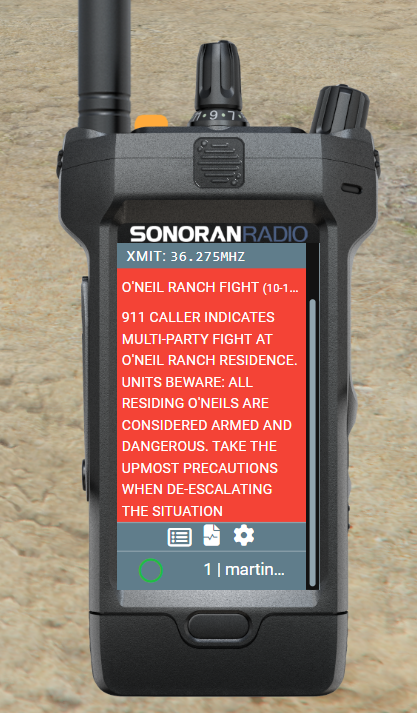 SONORANRADIO
XMIT: 36.275MHZ
O'NEIL RANCH FIGHT (10-1...
911 CALLER INDICATES
MULTI-PARTY FIGHT AT
O'NEIL RANCH RESIDENCE.
UNITS BEWARE: ALL
RESIDING O'NEILS ARE
CONSIDERED ARMED AND
DANGEROUS. TAKE THE
UPMOST PRECAUTIONS
WHEN DE-ESCALATING
THE SITUATION
1 | martin...